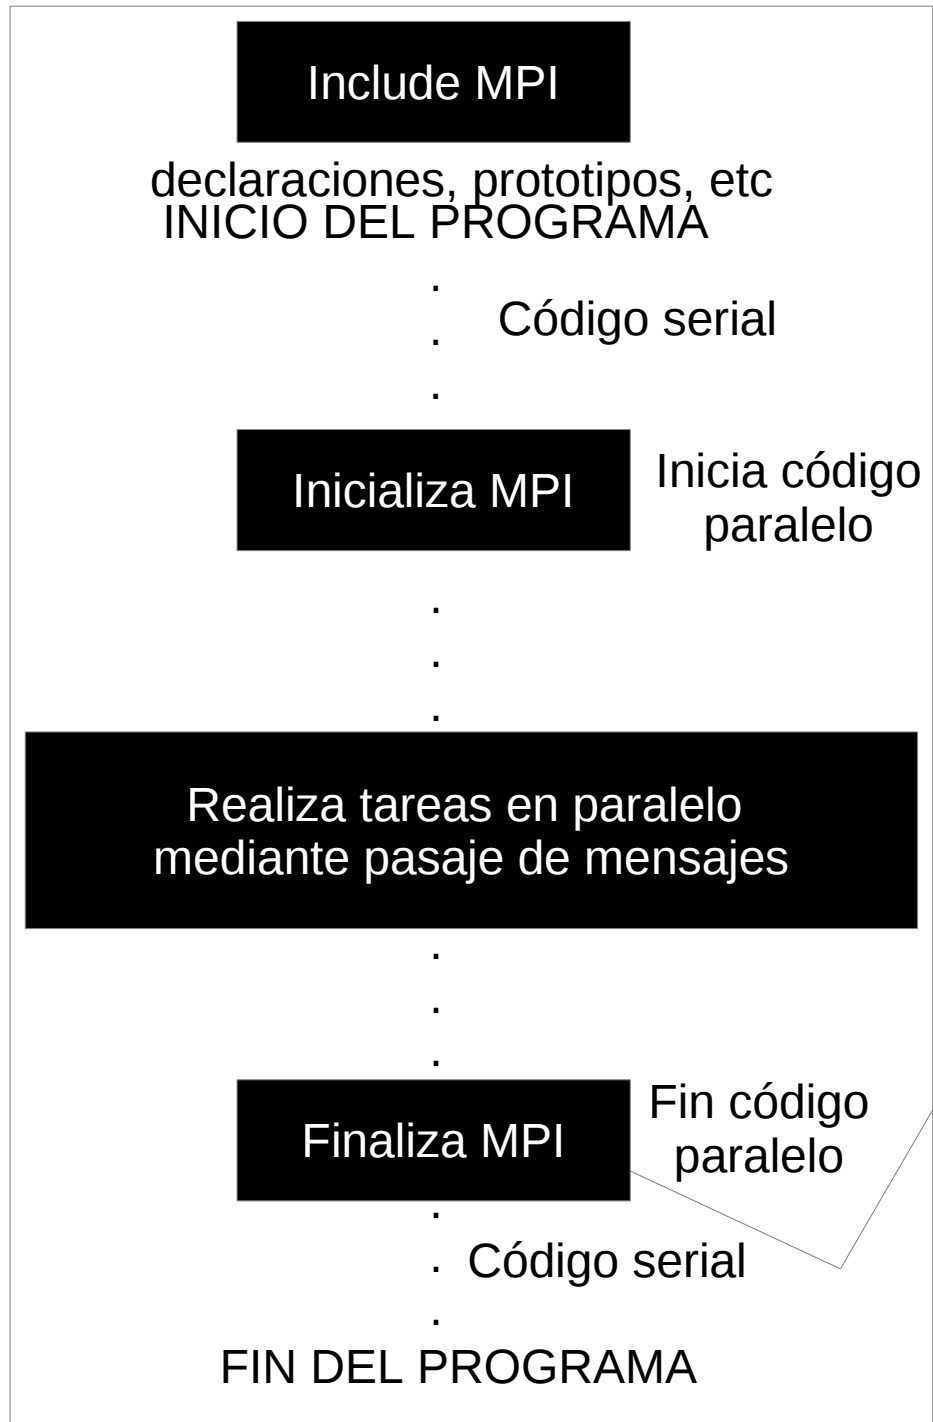 Include MPI
declaraciones, prototipos, etc
INICIO DEL PROGRAMA
.
Código serial
.
.
Inicializa MPI
Inicia código
paralelo
.
.
.
Realiza tareas en paralelo
mediante pasaje de mensajes
.
.
.
Finaliza MPI
Fin código
paralelo
.
. Código serial
.
FIN DEL PROGRAMA